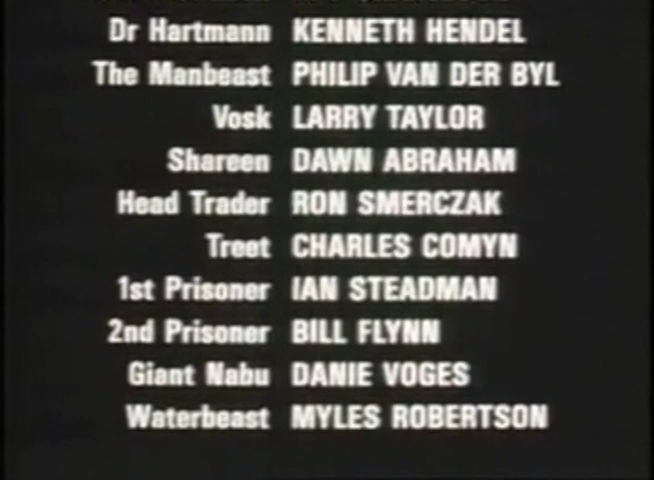 Dr Hartmann KENNETH HENDEL
The Manbeast PHILIP VAN DER BYL
Vosk LARRY TAYLOR
Shareen DAWN ABRAHAM
Head Trader RON SMERCZAK
Treet CHARLES COMYN
1st Prisoner IAN STEADMAN
2nd Prisoner BILL FLYNN
Giant Nabu DANIE VOGES
Waterbeast MYLES ROBERTSON